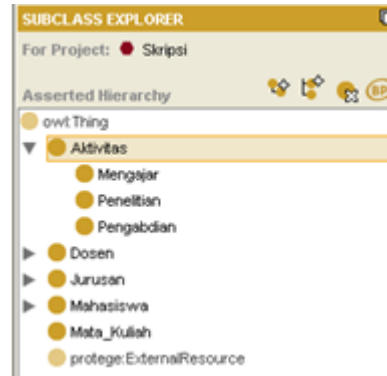 SUBCLASS EXPLORER
For Project: Skripsi
Asserted Hierarchy
owl:Thing
Aktivitas
Mengajar
Penelitian
Pengabdian
Dosen
Jurusan
Mahasiswa
Mata_Kuliah
protege:ExternalResource